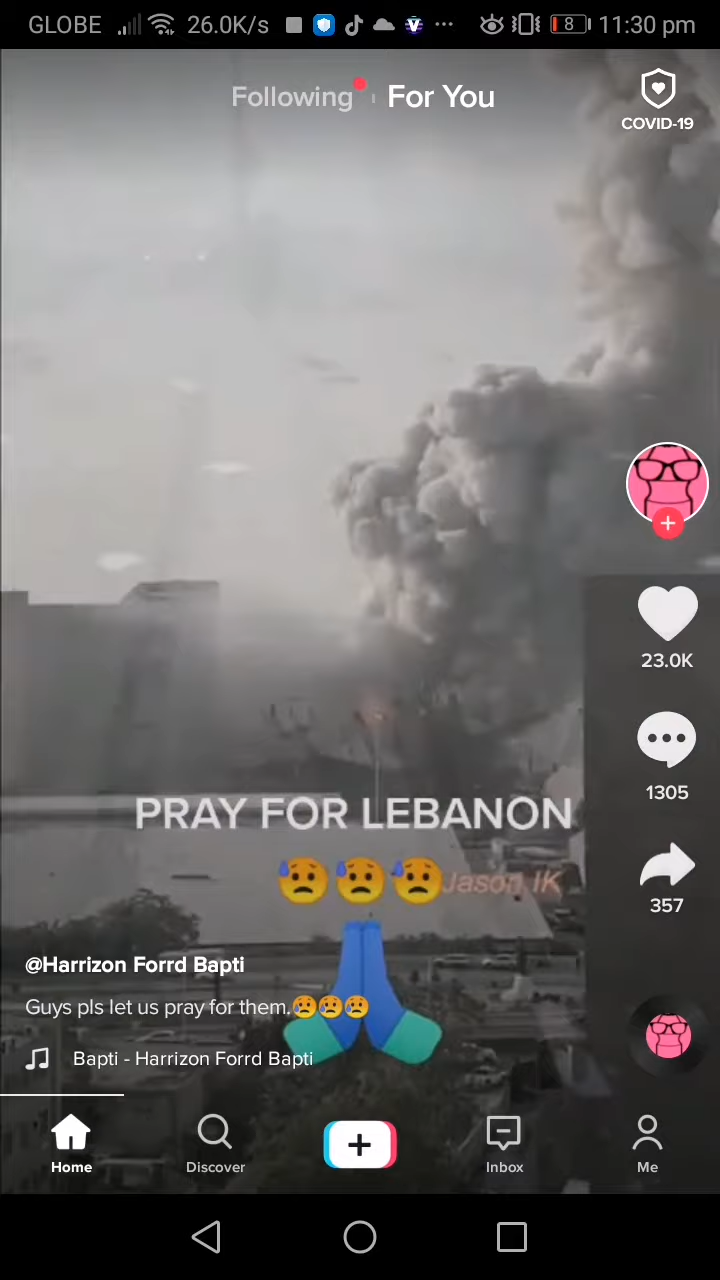 GLOBE 26.0K/s 8 11:30 pm
Following For You
COVID-19
23.0K
1305
357
PRAY FOR LEBANON
😥😥😥Jason IK
@Harrizon Forrd Bapti
Guys pls let us pray for them.😥😥😥
Bapti - Harrizon Forrd Bapti
Home Discover Inbox Me